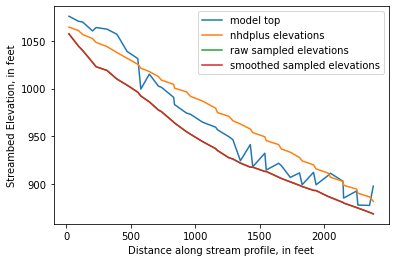 model top
nhdplus elevations
raw sampled elevations
smoothed sampled elevations
Streambed Elevation, in feet
1050
1000
950
900
0
500
1000
1500
2000
Distance along stream profile, in feet